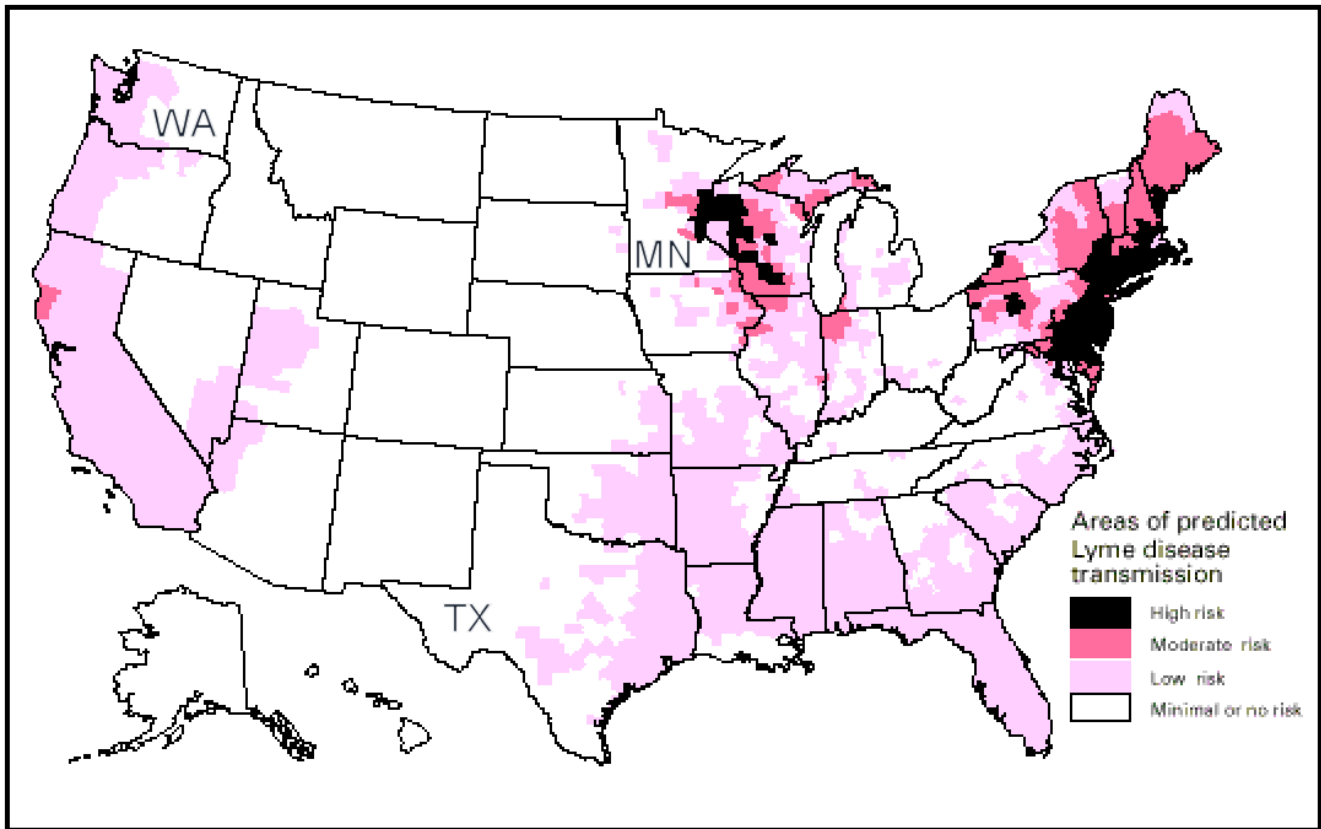 WA
MN
TX
Areas of predicted
Lyme disease
transmission
High risk
Moderate risk
Low risk
Minimal or no risk